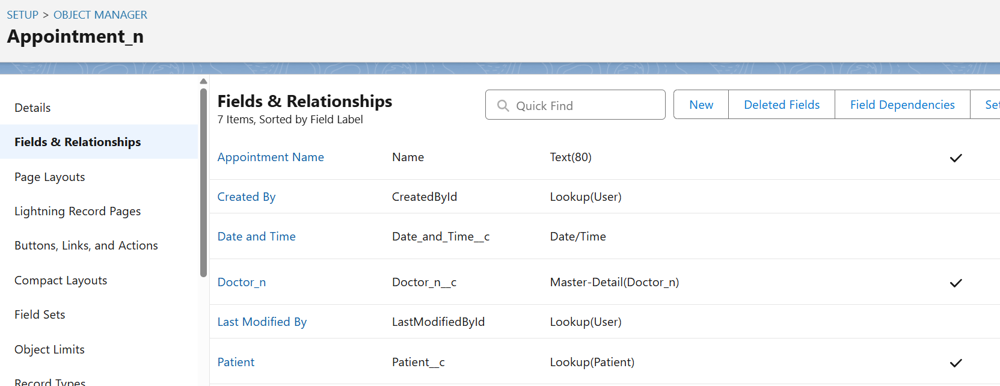 SETUP > OBJECT MANAGER
Appointment_n
Details
Fields & Relationships
Page Layouts
Lightning Record Pages
Buttons, Links, and Actions
Compact Layouts
Field Sets
Object Limits
Record Types
Fields & Relationships
7 Items, Sorted by Field Label
Quick Find
New
Deleted Fields
Field Dependencies
Appointment Name Name Text(80)
Created By CreatedById Lookup(User)
Date and Time Date_and_Time__c Date/Time
Doctor_n Doctor_n__c Master-Detail(Doctor_n)
Last Modified By LastModifiedById Lookup(User)
Patient Patient__c Lookup(Patient)